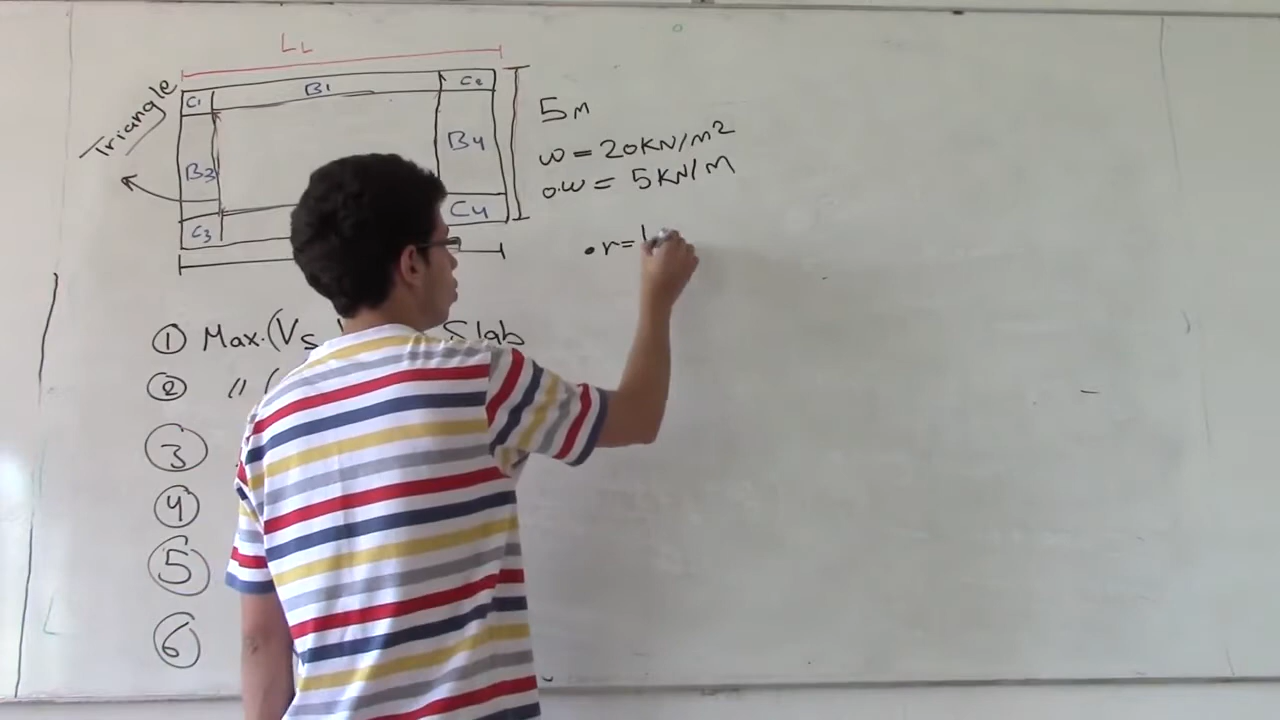 LL
Triangle
C1 B1 C2
5m
B3 B4
w = 20KN/m2
o.w = 5KN/M
C3 C4
• r =
① Max. (Vs Slab
② " (
③
④
⑤
⑥